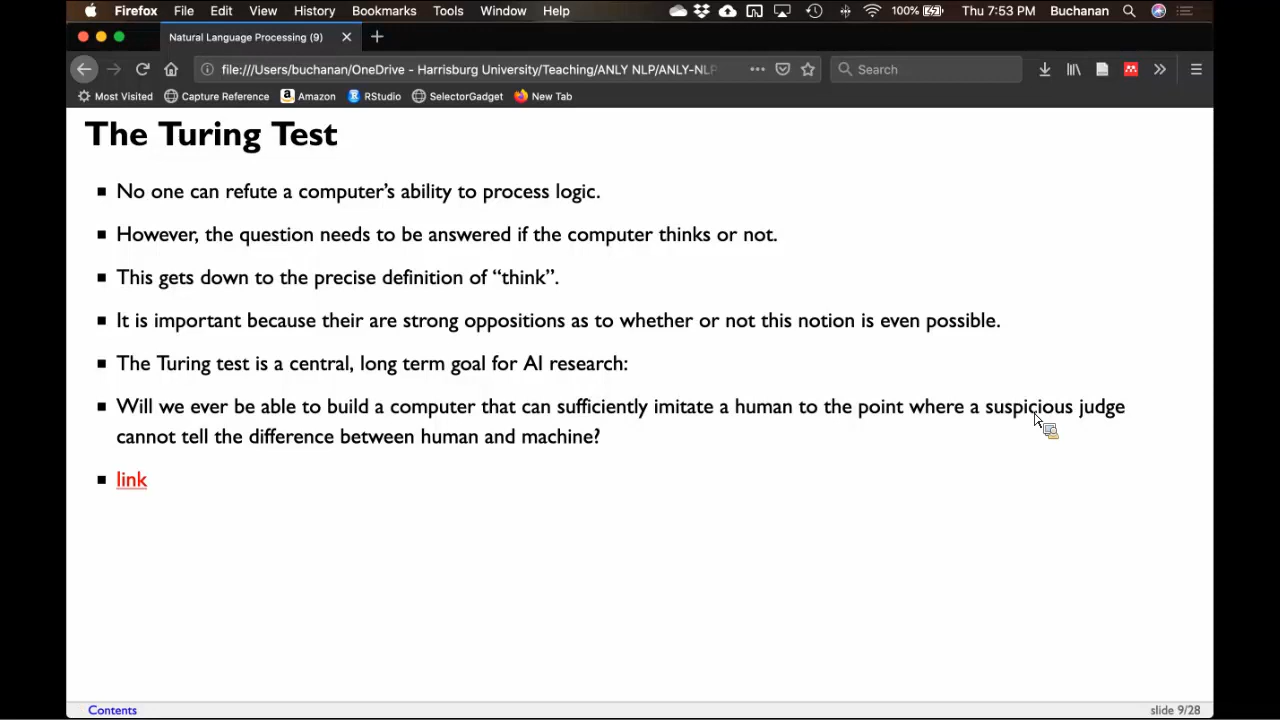 Firefox File Edit View History Bookmarks Tools Window Help 100% Thu 7:53 PM Buchanan
Natural Language Processing (9)
file:///Users/buchanan/OneDrive - Harrisburg University/Teaching/ANLY NLP/ANLY-NLP Search
Most Visited Capture Reference Amazon RStudio SelectorGadget New Tab
The Turing Test
No one can refute a computer's ability to process logic.
However, the question needs to be answered if the computer thinks or not.
This gets down to the precise definition of “think”.
It is important because their are strong oppositions as to whether or not this notion is even possible.
The Turing test is a central, long term goal for AI research:
Will we ever be able to build a computer that can sufficiently imitate a human to the point where a suspicious judge
cannot tell the difference between human and machine?
link
Contents slide 9/28